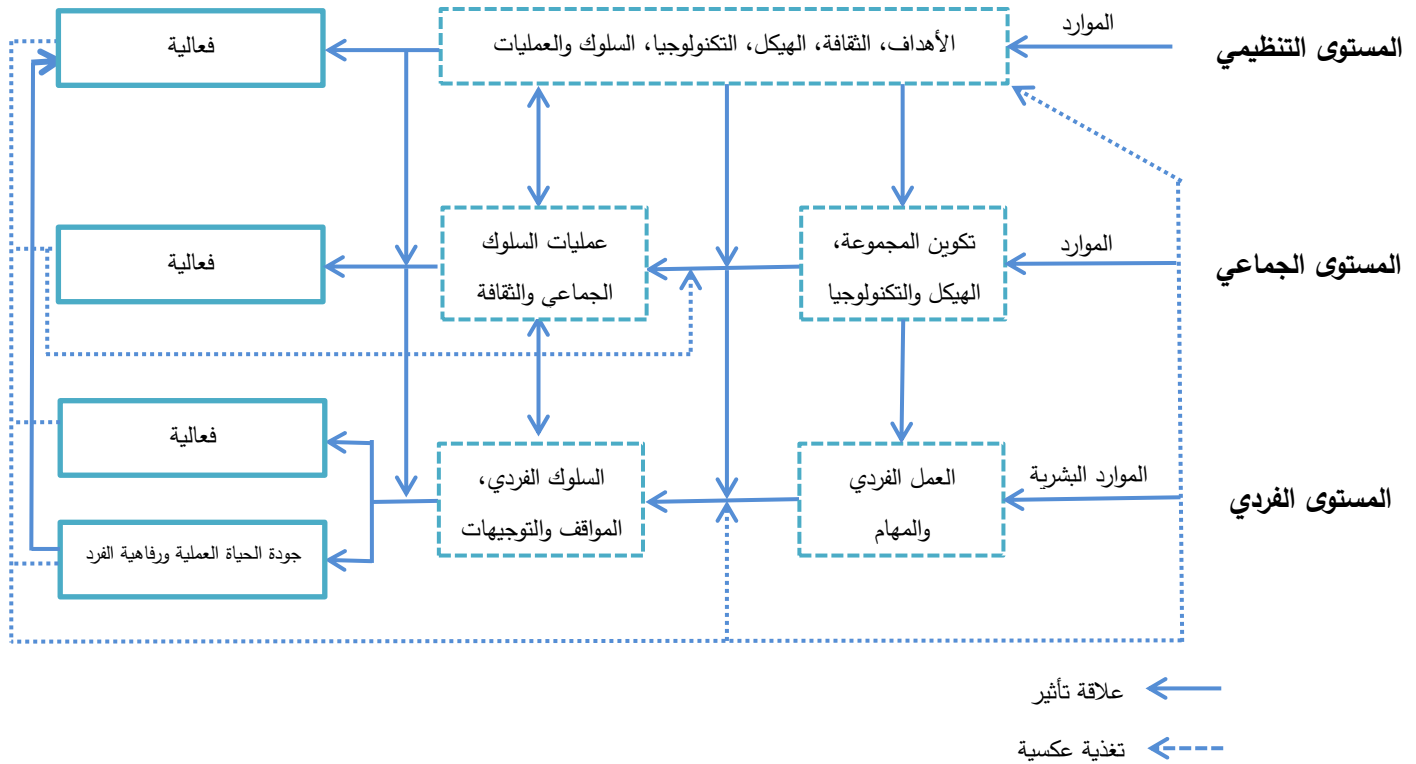 المستوى التنظيمي
الموارد
الأهداف، الثقافة، الهيكل، التكنولوجيا، السلوك والعمليات
فعالية
المستوى الجماعي
الموارد
تكوين المجموعة،
الهيكل والتكنولوجيا
عمليات السلوك
الجماعي والثقافة
فعالية
المستوى الفردي
الموارد البشرية
العمل الفردي
والمهام
السلوك الفردي،
المواقف والتوجيهات
فعالية
جودة الحياة العملية ورفاهية الفرد
علاقة تأثير
تغذية عكسية